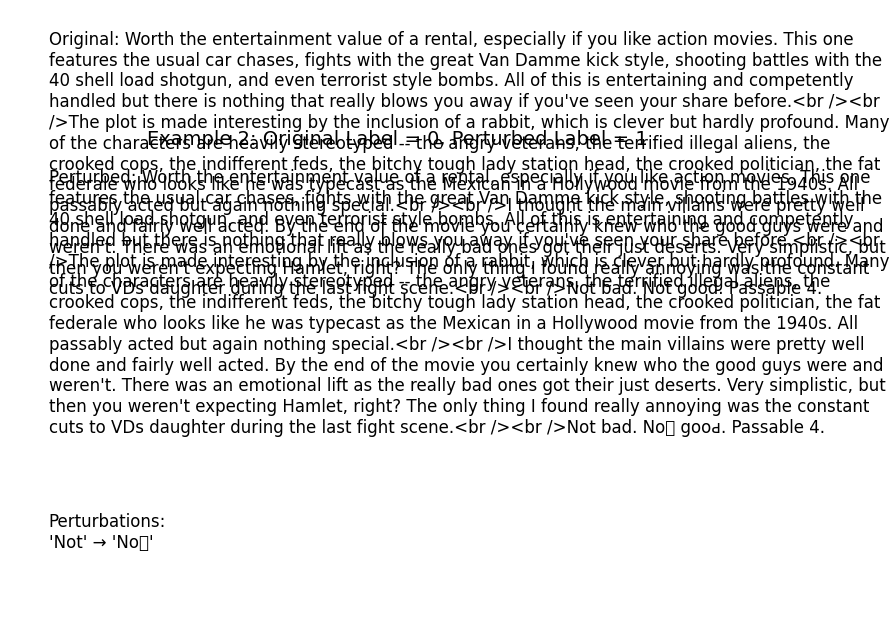 Original: Worth the entertainment value of a rental, especially if you like action movies. This one
features the usual car chases, fights with the great Van Damme kick style, shooting battles with the
40 shell load shotgun, and even terrorist style bombs. All of this is entertaining and competently
handled but there is nothing that really blows you away if you've seen your share before.<br /><br
/>The plot is made interesting by the inclusion of a rabbit, which is clever but hardly profound. Many
of the characters are heavily stereotyped -- the angry veterans, the terrified illegal aliens, the
crooked cops, the indifferent feds, the bitchy tough lady station head, the crooked politician, the fat
federale who looks like he was typecast as the Mexican in a Hollywood movie from the 1940s. All
passably acted but again nothing special.<br /><br />I thought the main villains were pretty well
done and fairly well acted. By the end of the movie you certainly knew who the good guys were and
weren't. There was an emotional lift as the really bad ones got their just deserts. Very simplistic, but
then you weren't expecting Hamlet, right? The only thing I found really annoying was the constant
cuts to VDs daughter during the last fight scene.<br /><br />Not bad. Not good. Passable 4.
Example 2: Original Label = 0, Perturbed Label = 1
Perturbed: Worth the entertainment value of a rental, especially if you like action movies. This one
features the usual car chases, fights with the great Van Damme kick style, shooting battles with the
40 shell load shotgun, and even terrorist style bombs. All of this is entertaining and competently
handled but there is nothing that really blows you away if you've seen your share before.<br /><br
/>The plot is made interesting by the inclusion of a rabbit, which is clever but hardly profound. Many
of the characters are heavily stereotyped -- the angry veterans, the terrified illegal aliens, the
crooked cops, the indifferent feds, the bitchy tough lady station head, the crooked politician, the fat
federale who looks like he was typecast as the Mexican in a Hollywood movie from the 1940s. All
passably acted but again nothing special.<br /><br />I thought the main villains were pretty well
done and fairly well acted. By the end of the movie you certainly knew who the good guys were and
weren't. There was an emotional lift as the really bad ones got their just deserts. Very simplistic, but
then you weren't expecting Hamlet, right? The only thing I found really annoying was the constant
cuts to VDs daughter during the last fight scene.<br /><br />Not bad. No▯ Passable 4.
Perturbations:
'Not' → 'No▯'